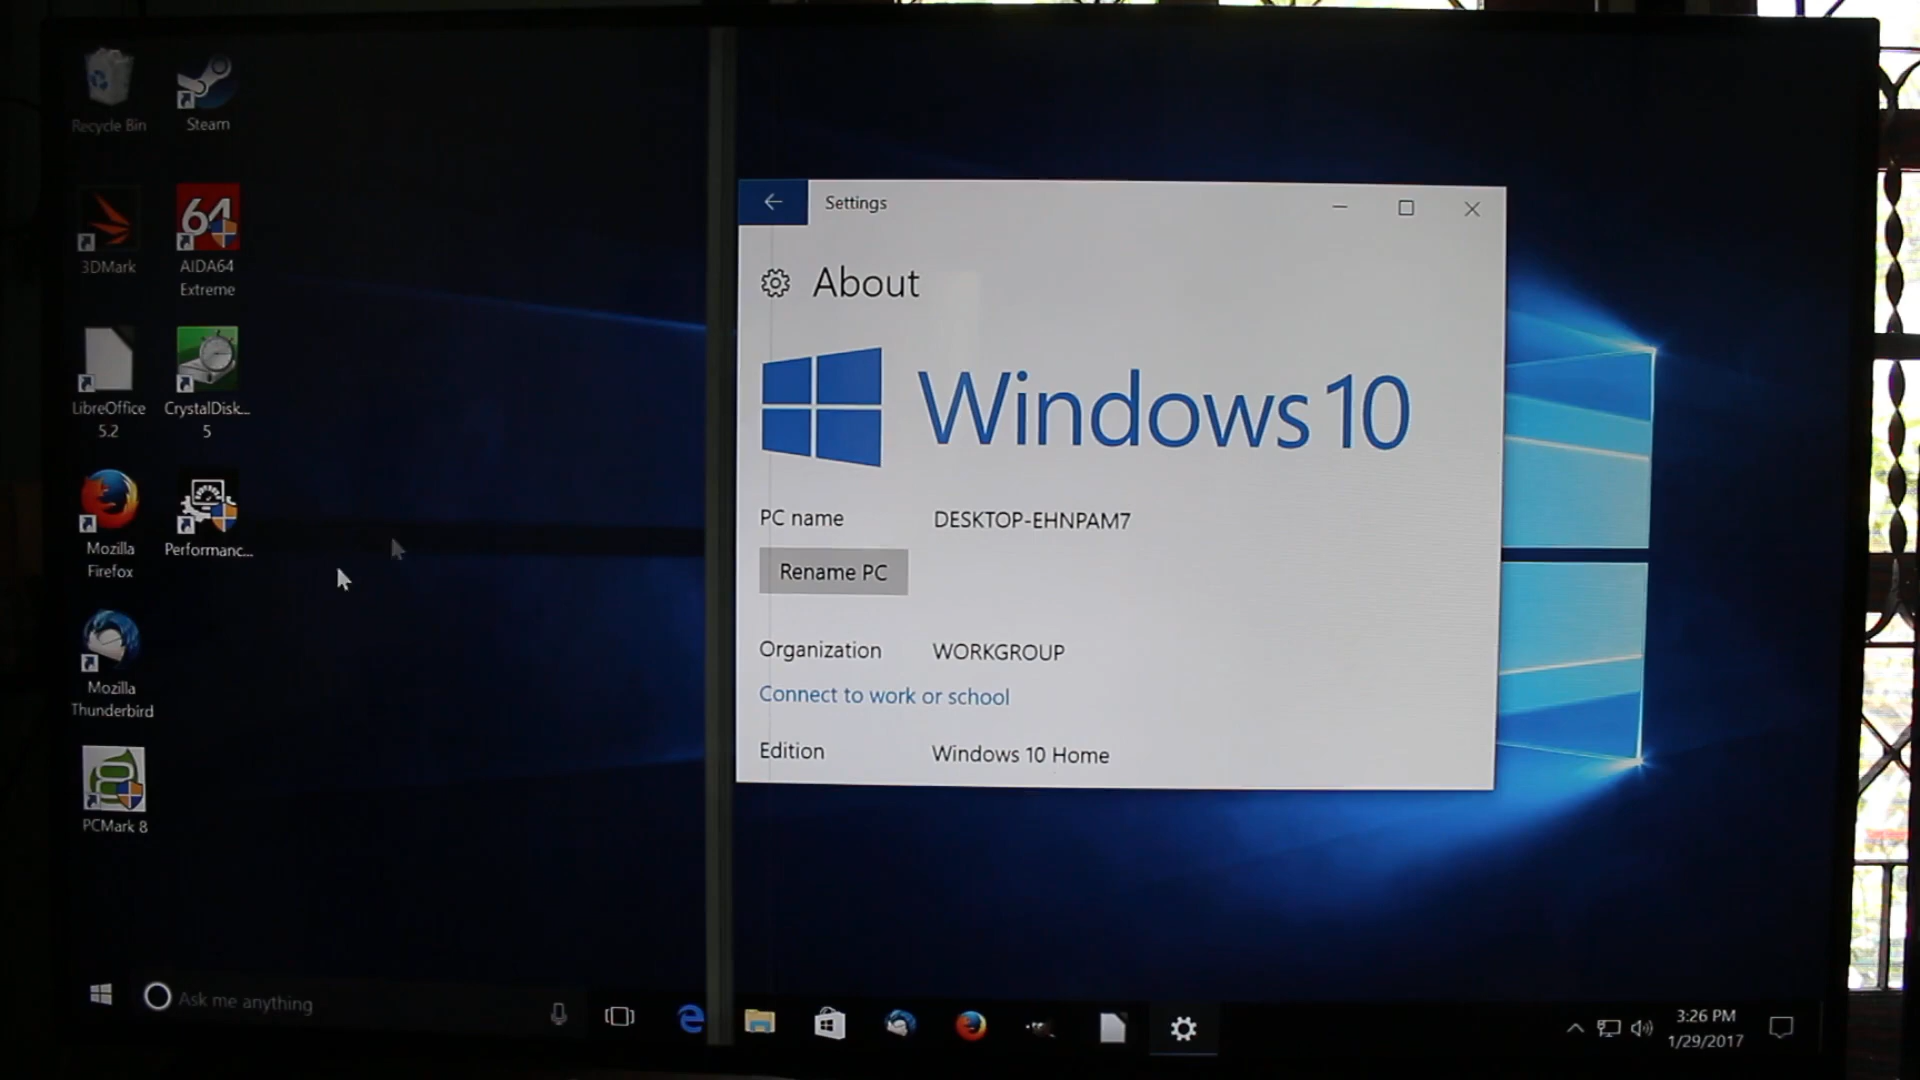 Recycle Bin
Steam
3DMark
64
AIDA64
Extreme
LibreOffice
5.2
CrystalDisk...
5
Mozilla
Firefox
Performanc...
Mozilla
Thunderbird
PCMark 8
Settings
About
Windows 10
PC name DESKTOP-EHNPAM7
Rename PC
Organization WORKGROUP
Connect to work or school
Edition Windows 10 Home
Ask me anything
3:26 PM
1/29/2017